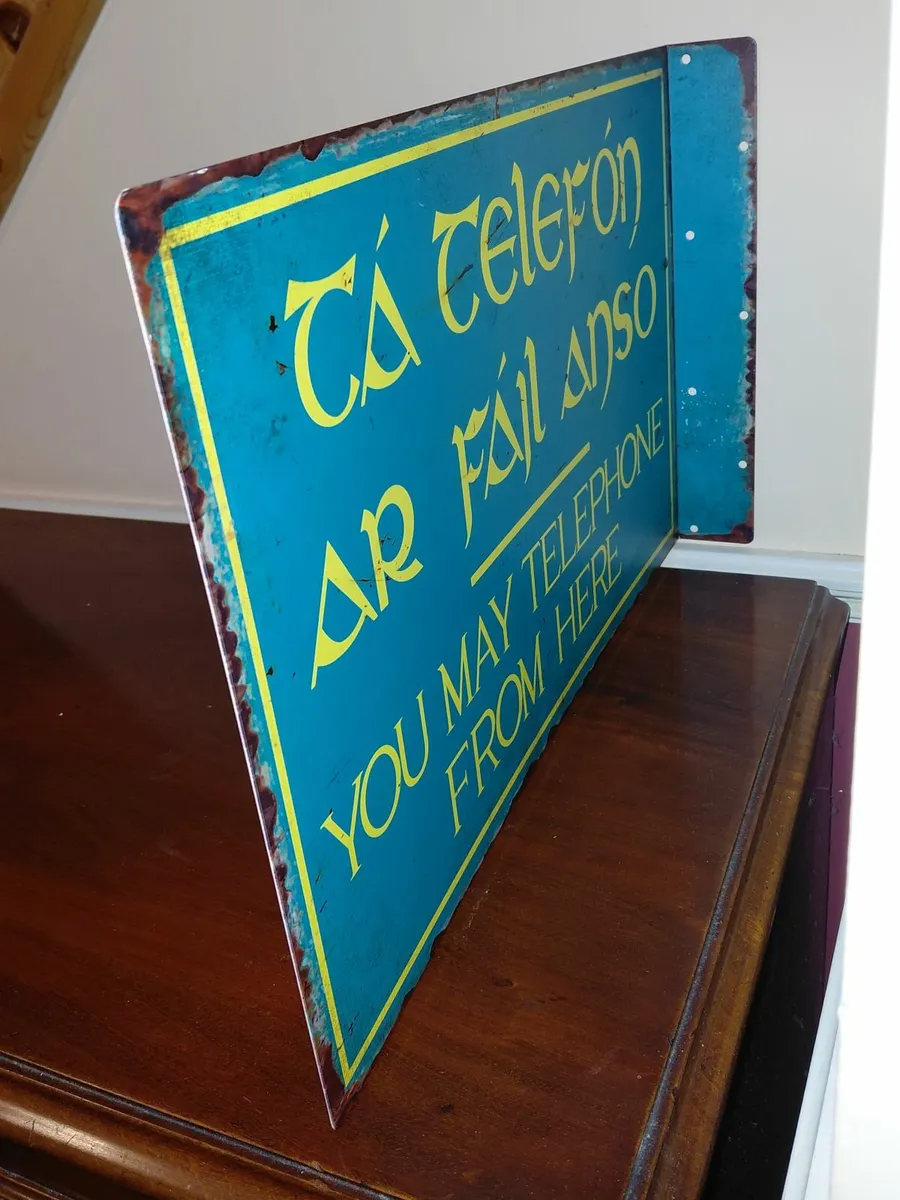 Tá Telefón
ar fáil anso
YOU MAY TELEPHONE
FROM HERE